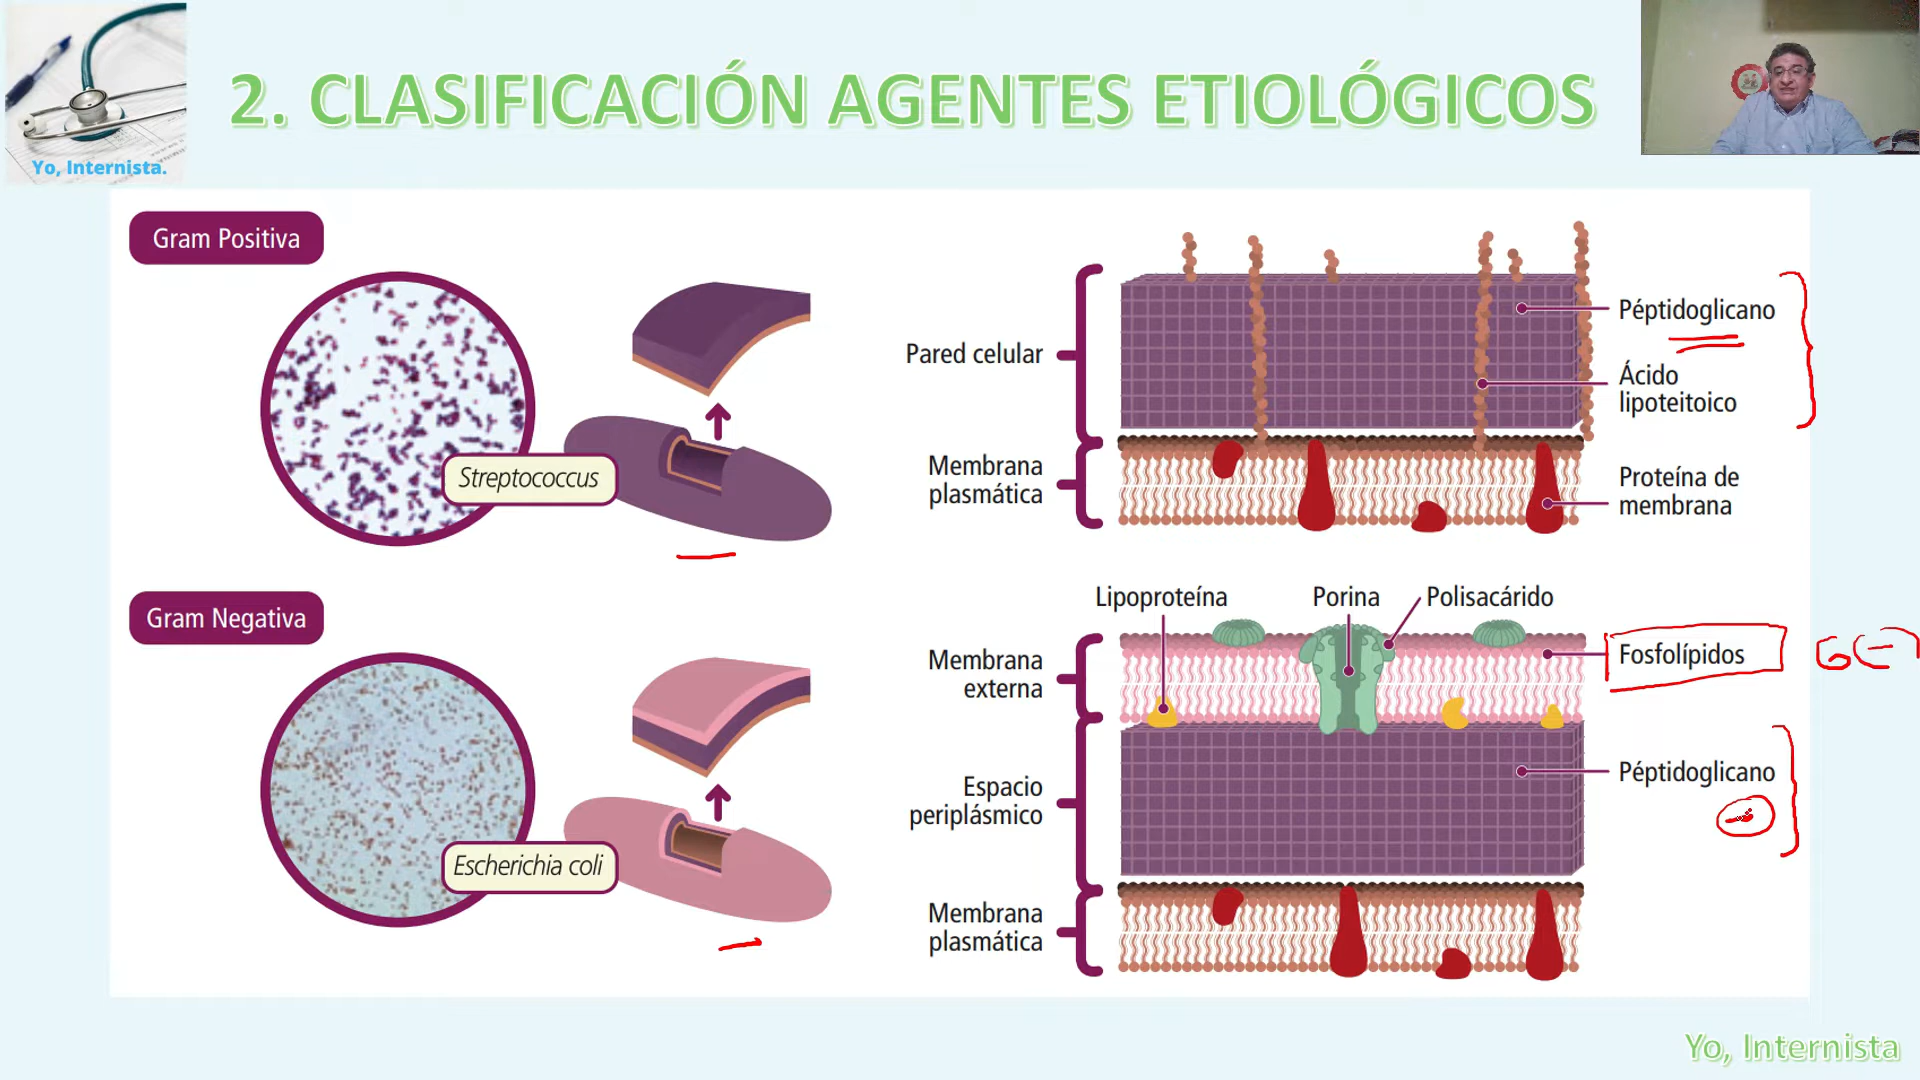 2. CLASIFICACIÓN AGENTES ETIOLÓGICOS
Yo, Internista.
Gram Positiva
Streptococcus
Pared celular
Membrana
plasmática
Péptidoglicano
Ácido
lipoteitoico
Proteína de
membrana
Gram Negativa
Escherichia coli
Lipoproteína
Porina
Polisacárido
Membrana
externa
Fosfolípidos
G(-)
Espacio
periplásmico
Péptidoglicano
Membrana
plasmática
Yo, Internista